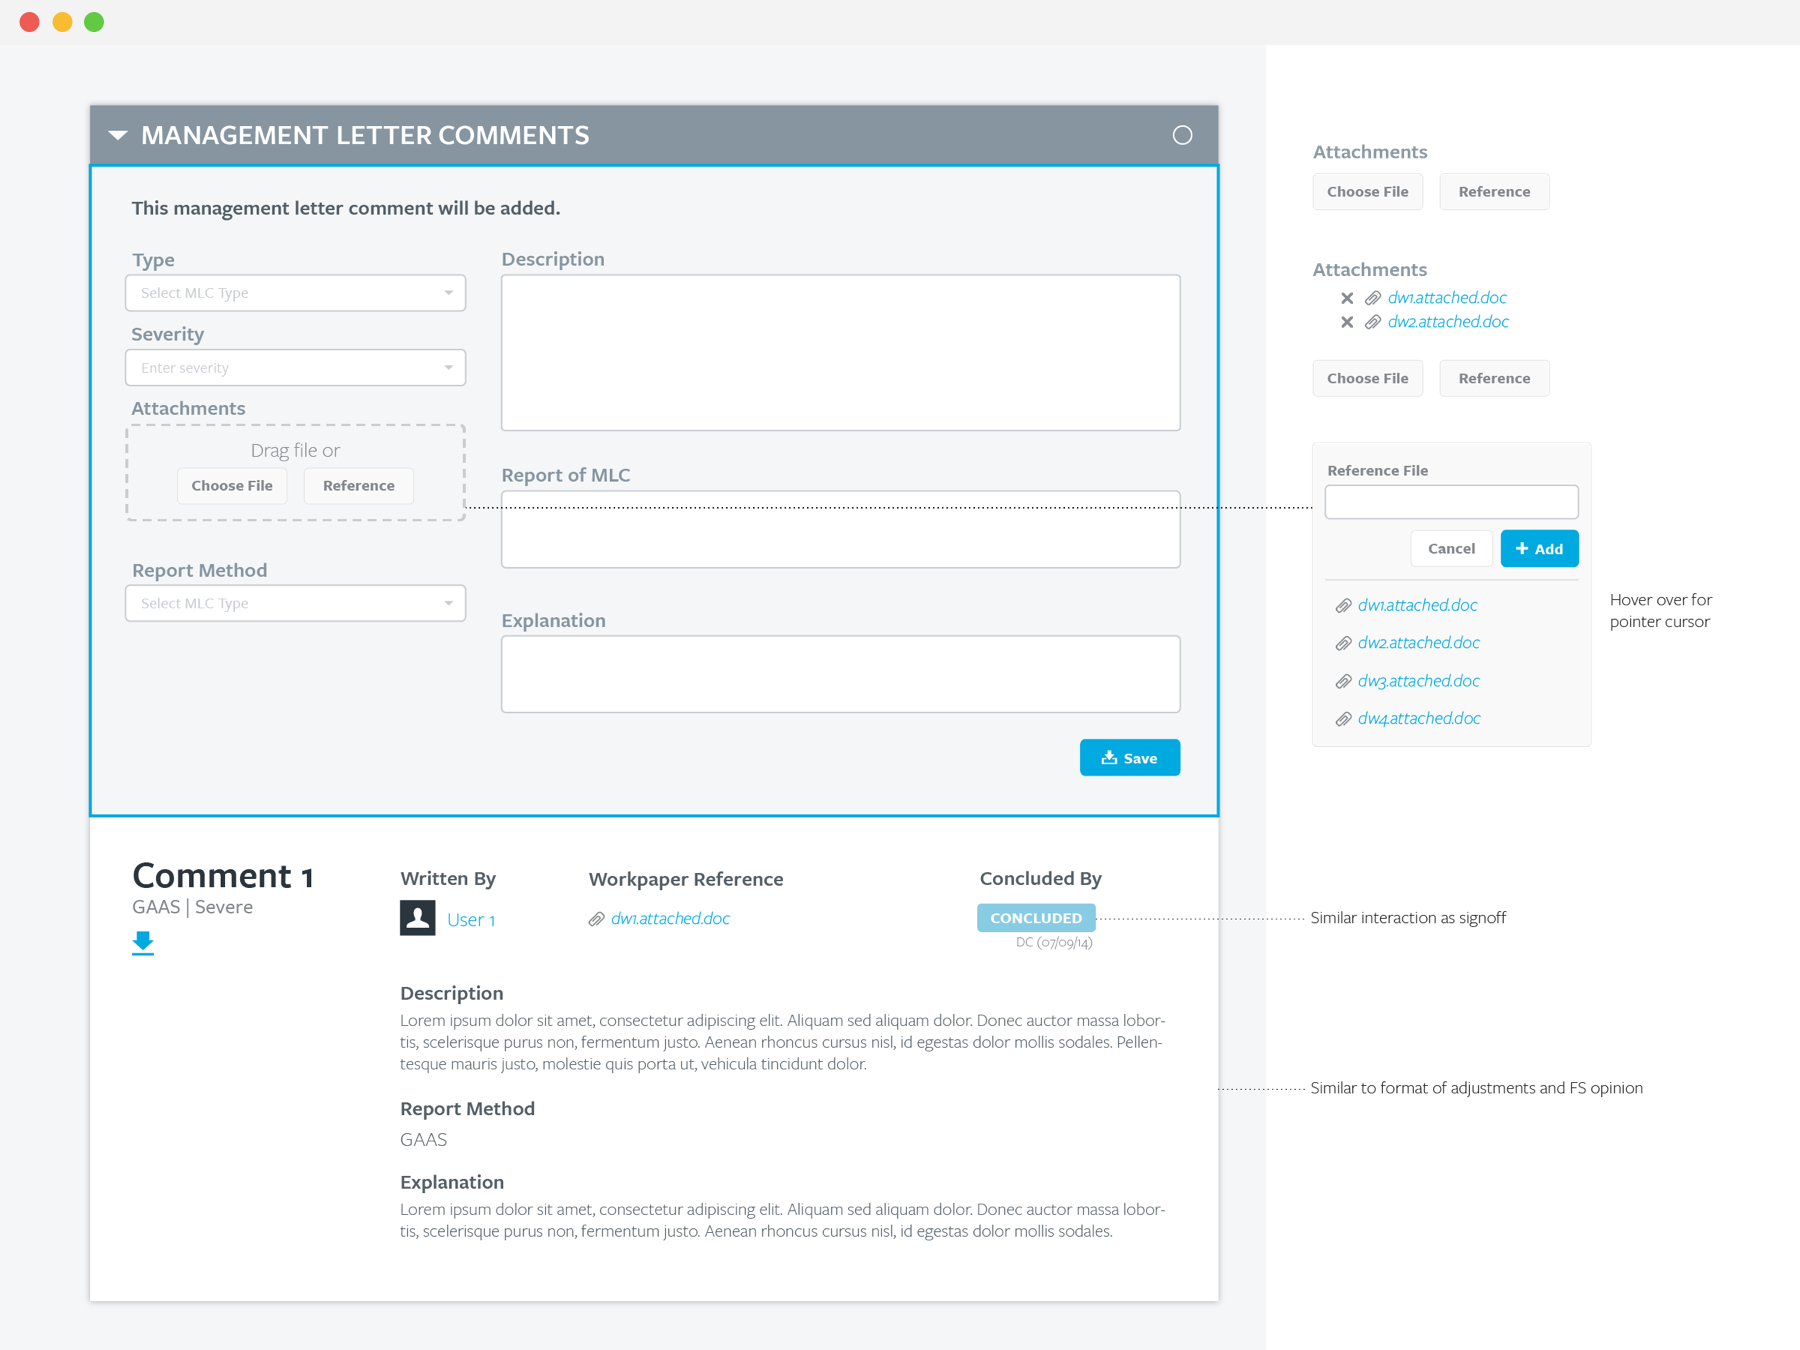 MANAGEMENT LETTER COMMENTS
This management letter comment will be added.
Type
Select MLC Type
Severity
Enter severity
Attachments
Drag file or
Choose File
Reference
Report Method
Select MLC Type
Description
Report of MLC
Explanation
Save
Comment 1
GAAS | Severe
Written By
User 1
Workpaper Reference
dw1.attached.doc
Concluded By
CONCLUDED
DC (07/09/14)
Description
Lorem ipsum dolor sit amet, consectetur adipiscing elit. Aliquam sed aliquam dolor. Donec auctor massa lobor-
tis, scelerisque purus non, fermentum justo. Aenean rhoncus cursus nisl, id egestas dolor mollis sodales. Pellen-
tesque mauris justo, molestie quis porta ut, vehicula tincidunt dolor.
Report Method
GAAS
Explanation
Lorem ipsum dolor sit amet, consectetur adipiscing elit. Aliquam sed aliquam dolor. Donec auctor massa lobor-
tis, scelerisque purus non, fermentum justo. Aenean rhoncus cursus nisl, id egestas dolor mollis sodales.
Attachments
Choose File
Reference
Attachments
dw1.attached.doc
dw2.attached.doc
Choose File
Reference
Reference File
Cancel
+ Add
dw1.attached.doc
dw2.attached.doc
dw3.attached.doc
dw4.attached.doc
Hover over for
pointer cursor
Similar interaction as signoff
Similar to format of adjustments and FS opinion